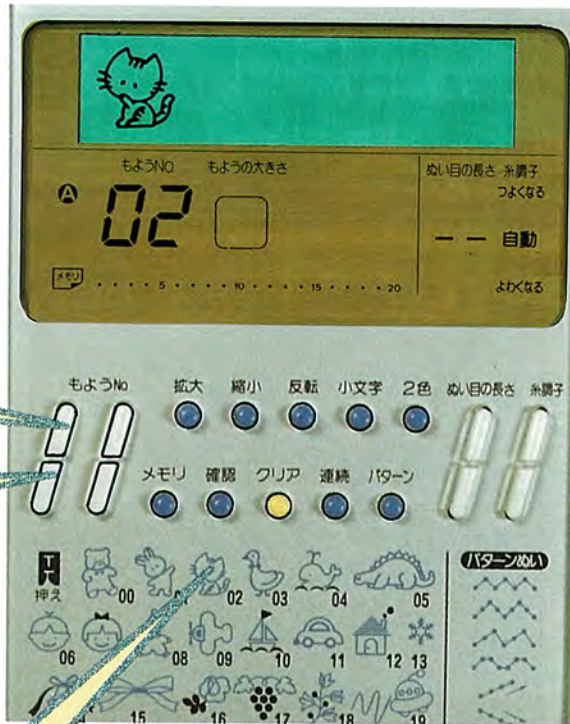 もようNO. もようの大きさ
ぬい目の長さ 糸調子
つよくなる
A 02
－－ 自動
メモリ ・・・・5・・・・10・・・・15・・・・20
よわくなる
もようNo 拡大 縮小 反転 小文字 2色 ぬい目の長さ 糸調子
メモリ 確認 クリア 連続 パターン
T
押え 00 02 03 04 05
パターンぬい
06 08 09 10 11 12 13
15 16 17 18 19